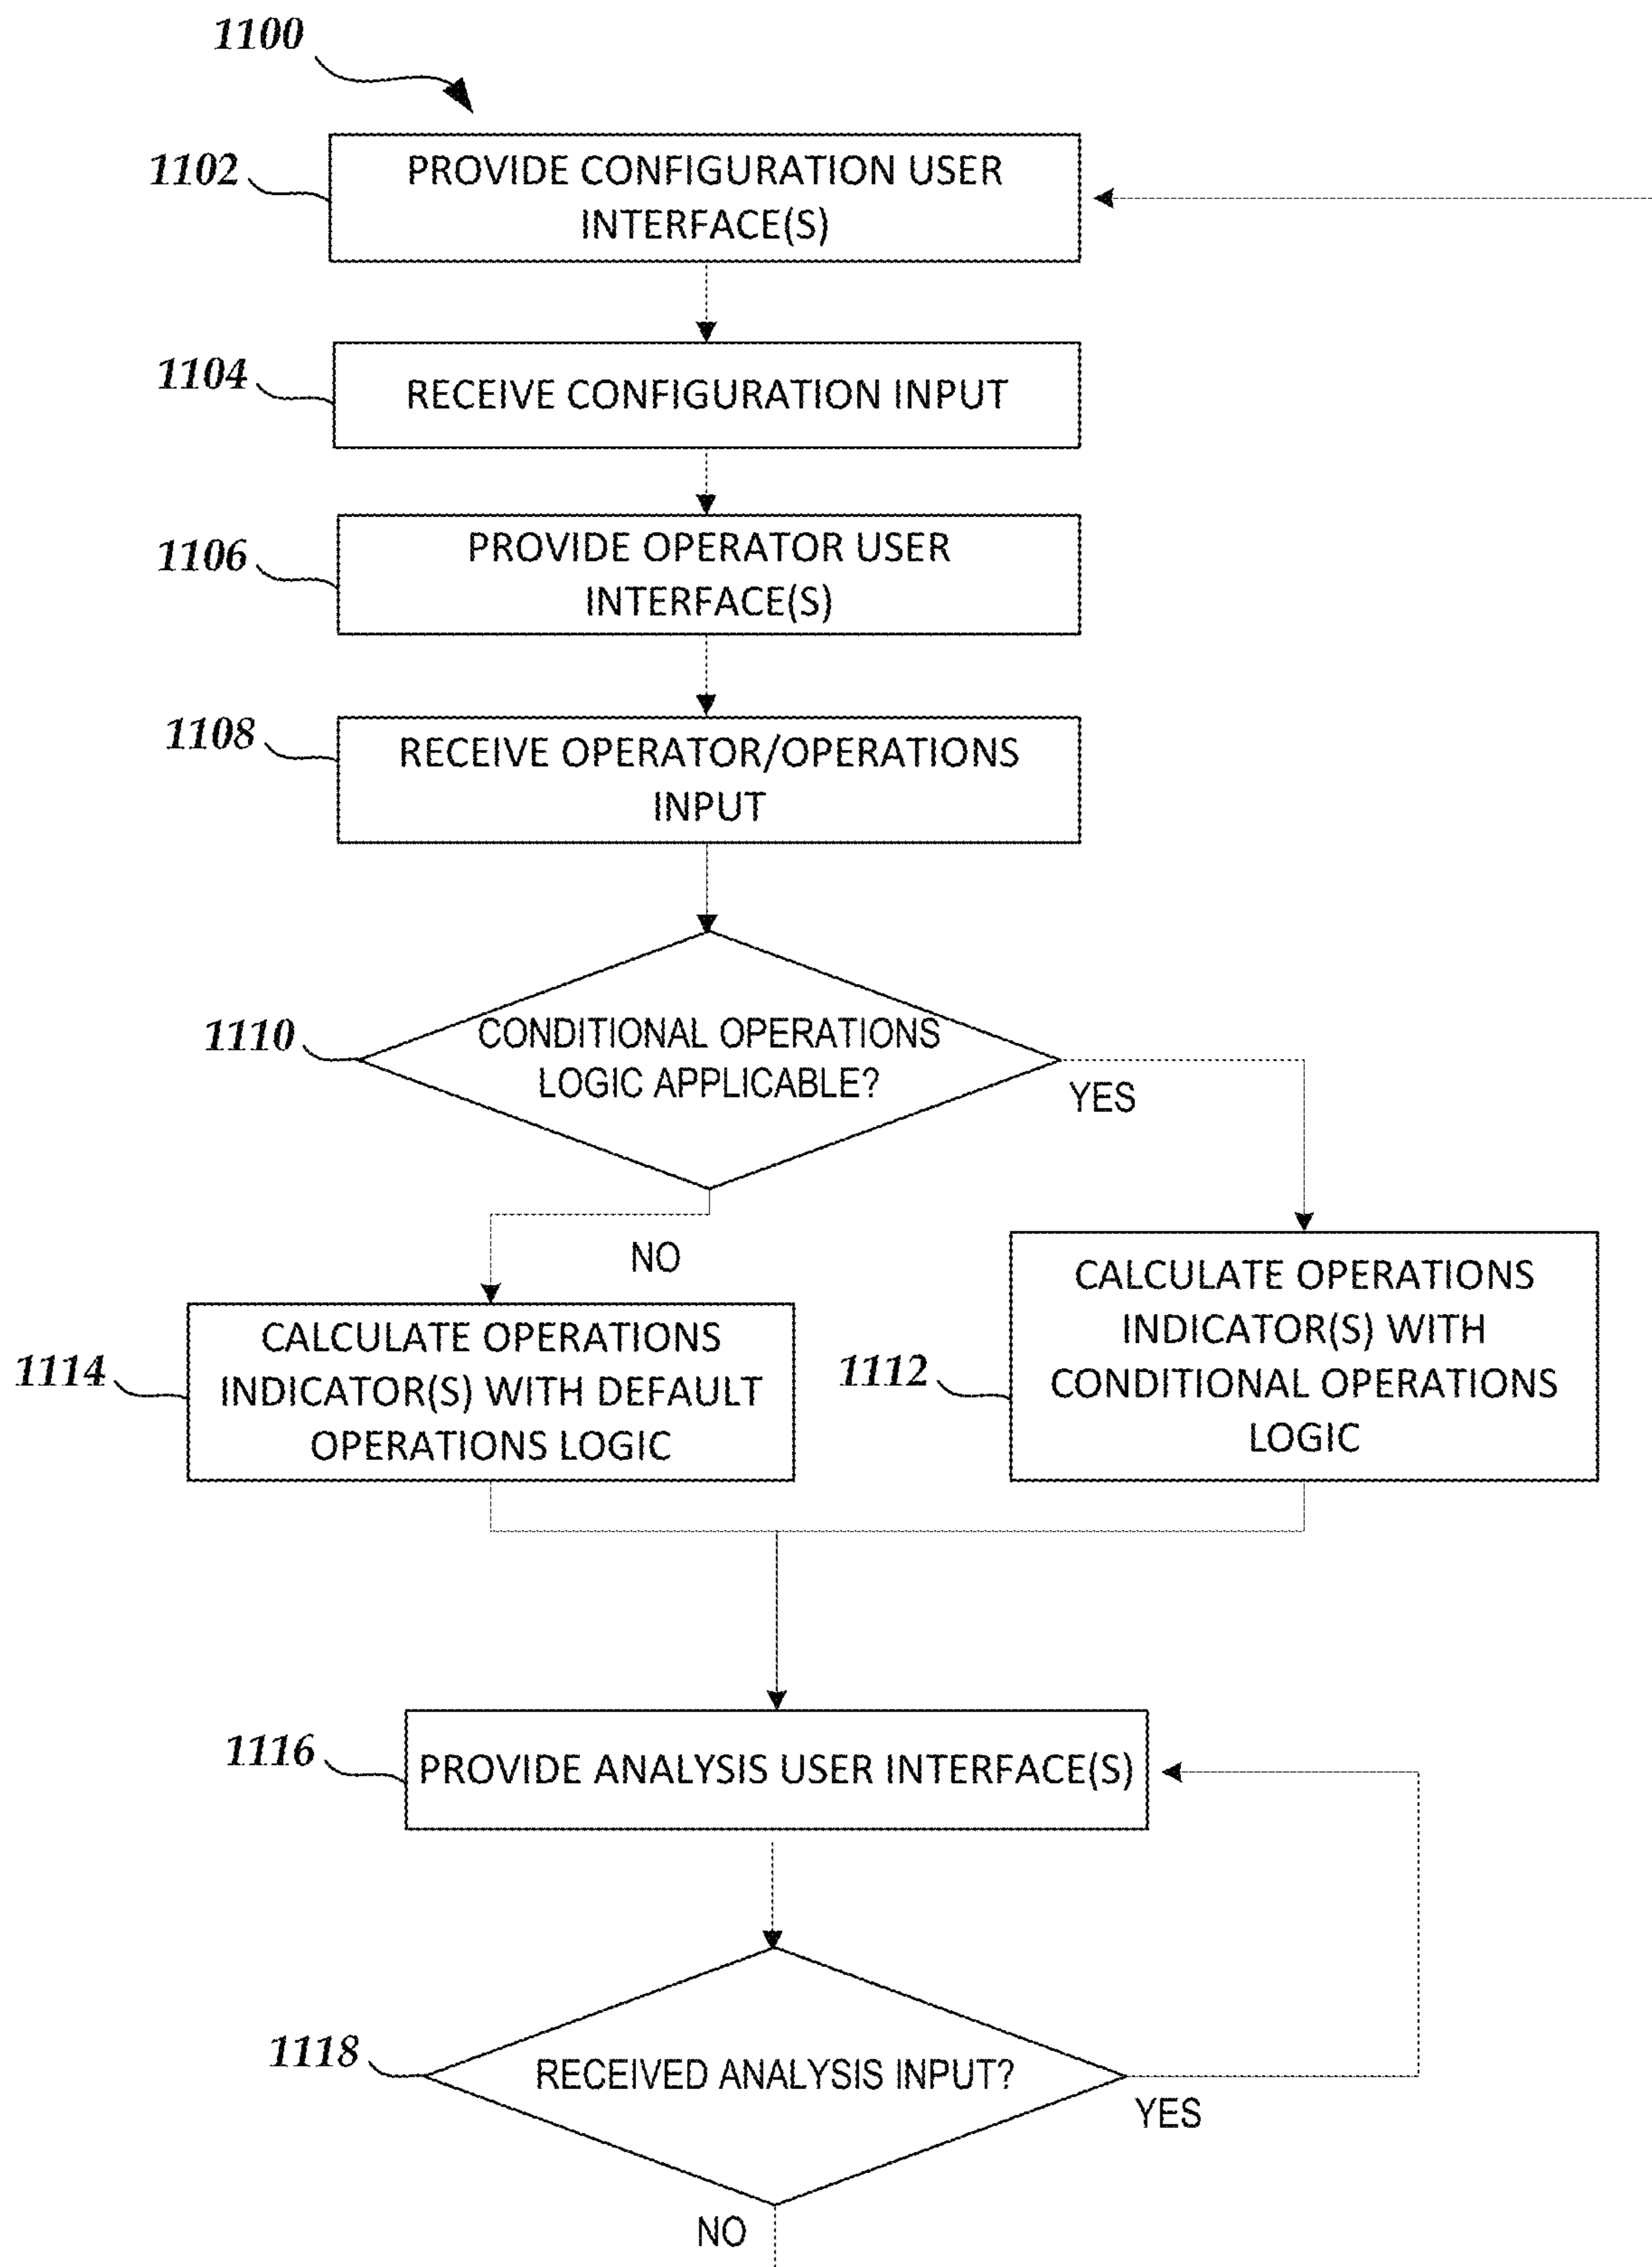 1100
1102
PROVIDE CONFIGURATION USER
INTERFACE(S)
1104
RECEIVE CONFIGURATION INPUT
1106
PROVIDE OPERATOR USER
INTERFACE(S)
1108
RECEIVE OPERATOR/OPERATIONS
INPUT
1110
CONDITIONAL OPERATIONS
LOGIC APPLICABLE?
YES
NO
1114
CALCULATE OPERATIONS
INDICATOR(S) WITH DEFAULT
OPERATIONS LOGIC
1112
CALCULATE OPERATIONS
INDICATOR(S) WITH
CONDITIONAL OPERATIONS
LOGIC
1116
PROVIDE ANALYSIS USER INTERFACE(S)
1118
RECEIVED ANALYSIS INPUT?
YES
NO